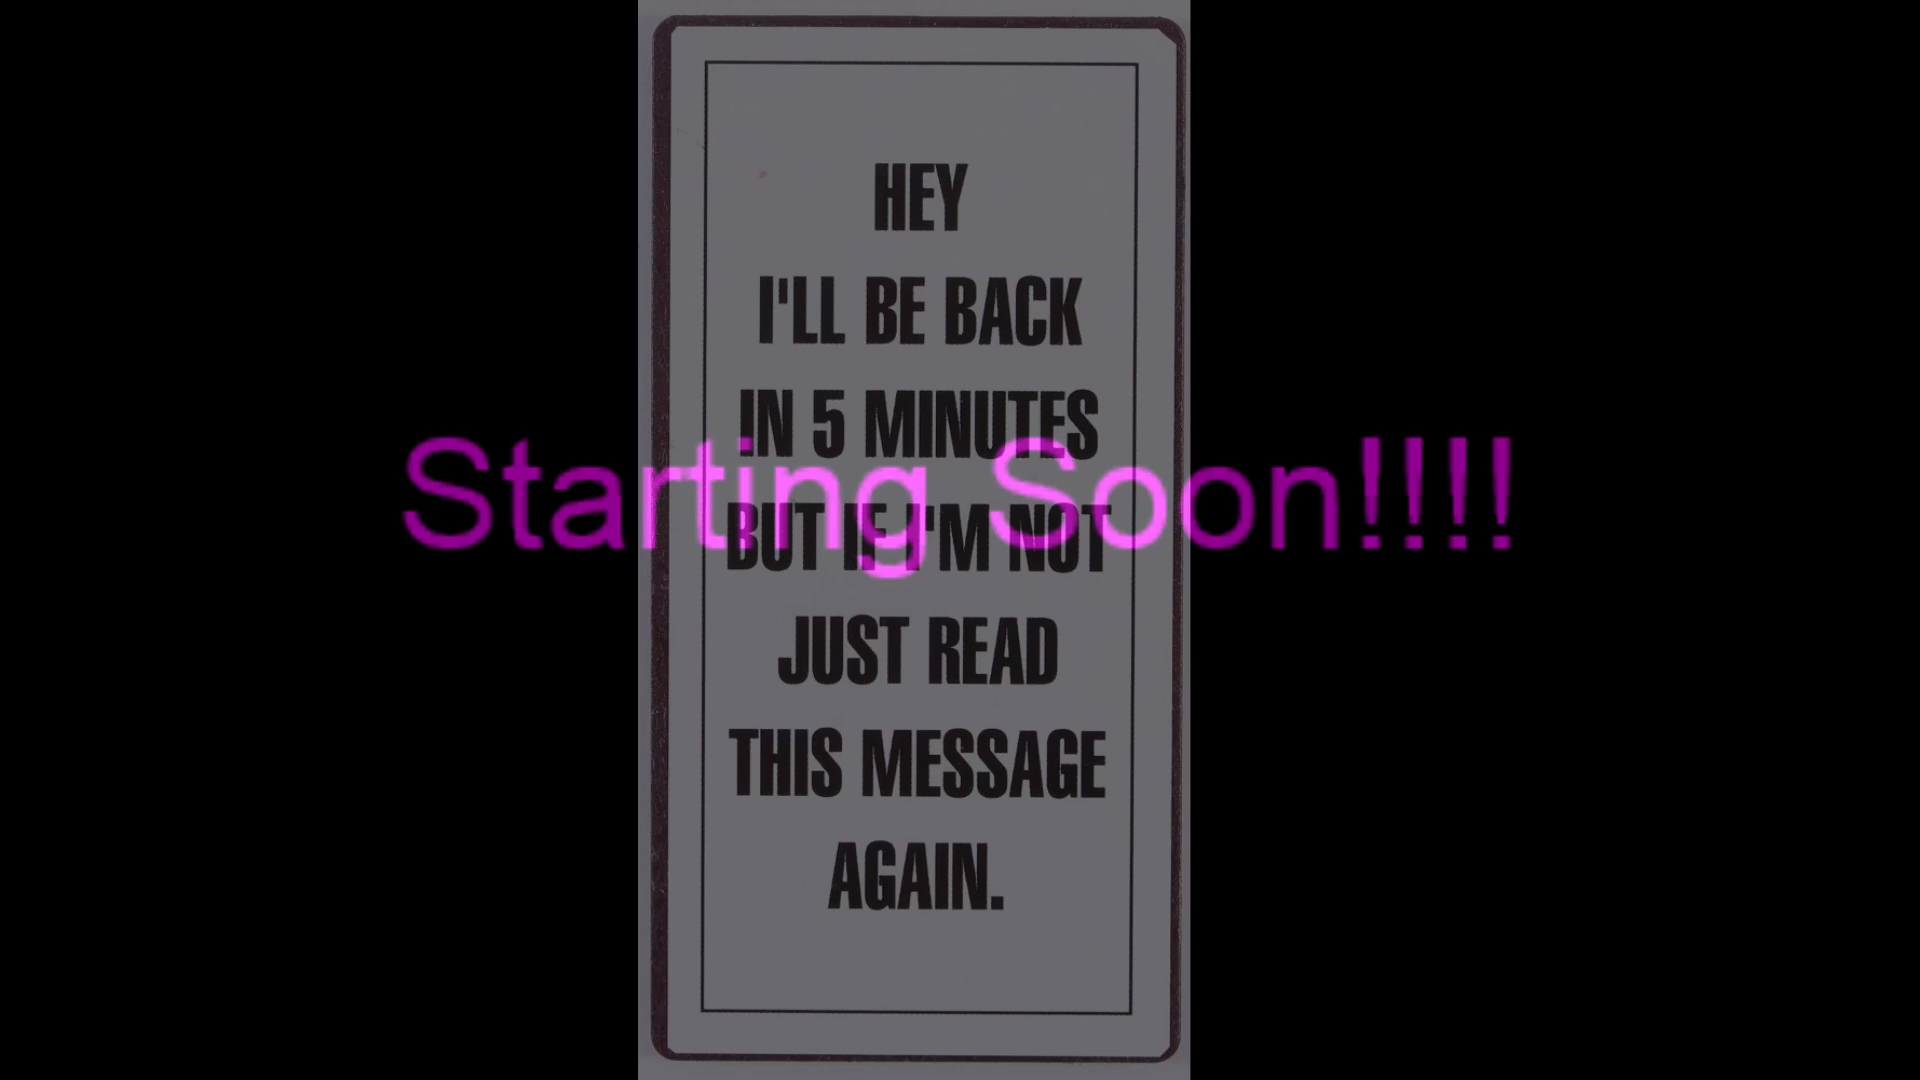 HEY
I'LL BE BACK
IN 5 MINUTES
Starting Soon!!!!
BUT IF I'M NOT
JUST READ
THIS MESSAGE
AGAIN.